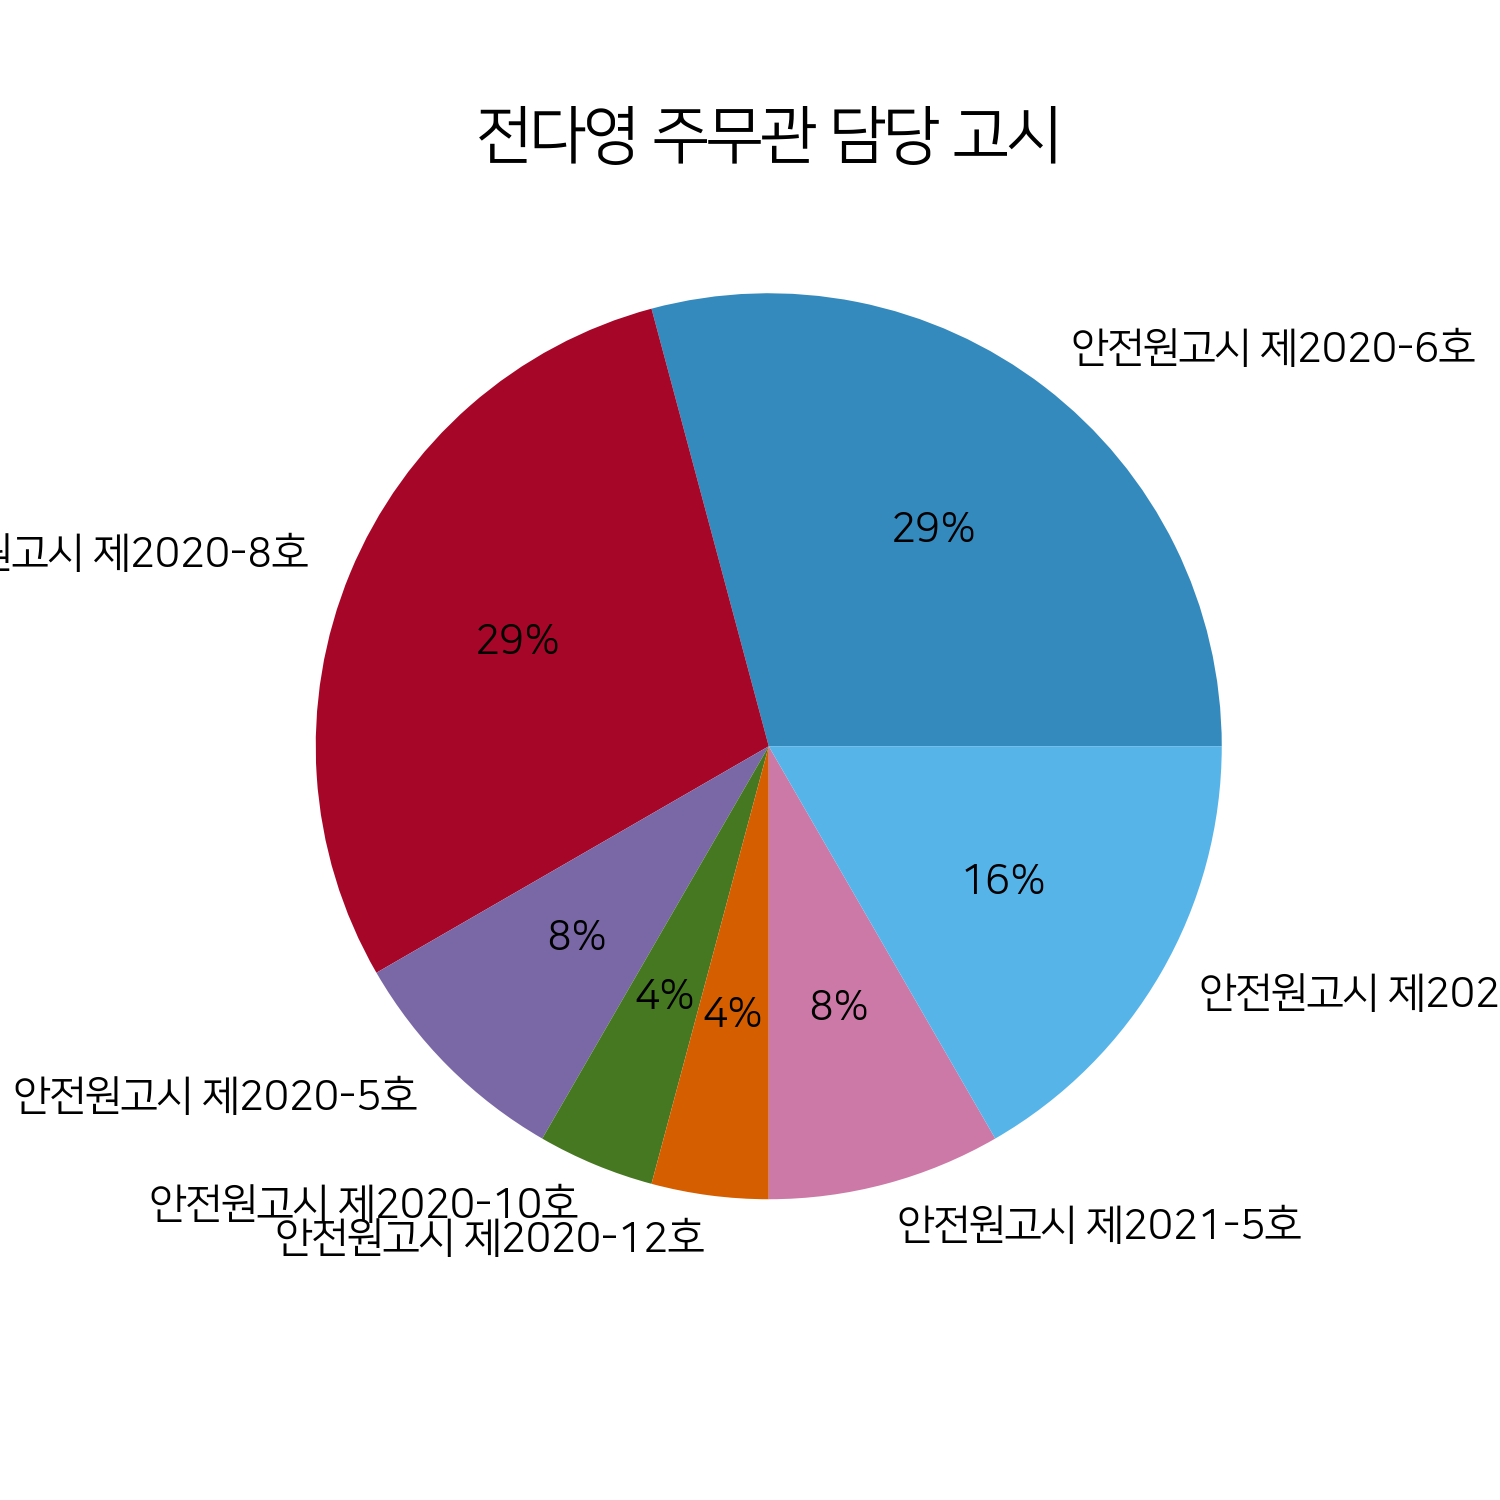 전다영 주무관 담당 고시
안전원고시 제2020-6호
29%
원고시 제2020-8호
29%
16%
8%
4%
4%
8%
안전원고시 제202
안전원고시 제2020-5호
안전원고시 제2020-10호
안전원고시 제2020-12호
안전원고시 제2021-5호